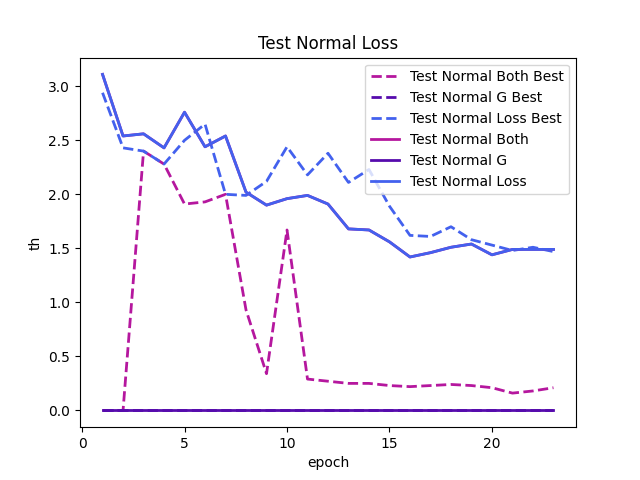 Test Normal Loss
Test Normal Both Best
Test Normal G Best
Test Normal Loss Best
Test Normal Both
Test Normal G
Test Normal Loss
3.0
2.5
2.0
1.5
1.0
0.5
0.0
th
0 5 10 15 20
epoch